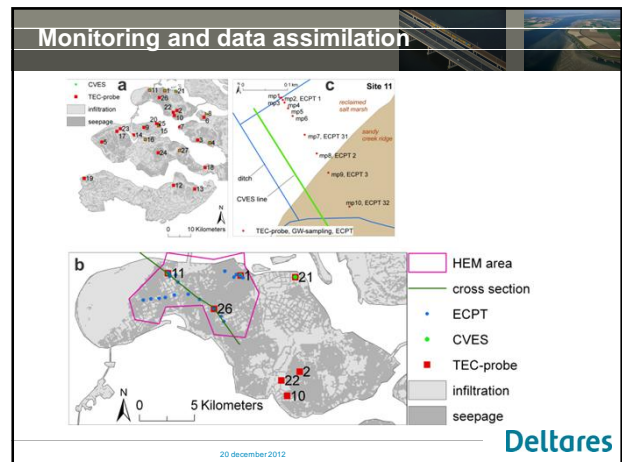 Monitoring and data assimilation
a
CVES
TEC-probe
infiltration
seepage
N
0 10 Kilometers
c
0 0.1 km
Site 11
mp1
mp2, ECPT 1
mp3
mp4
mp5
mp6
reclaimed
salt marsh
sandy
creek ridge
mp7, ECPT 31
mp8, ECPT 2
mp9, ECPT 3
mp10, ECPT 32
ditch
CVES line
TEC-probe, GW-sampling, ECPT
b
11
1
21
26
2
22
10
N
0 5 Kilometers
HEM area
cross section
ECPT
CVES
TEC-probe
infiltration
seepage
20 december 2012
Deltares